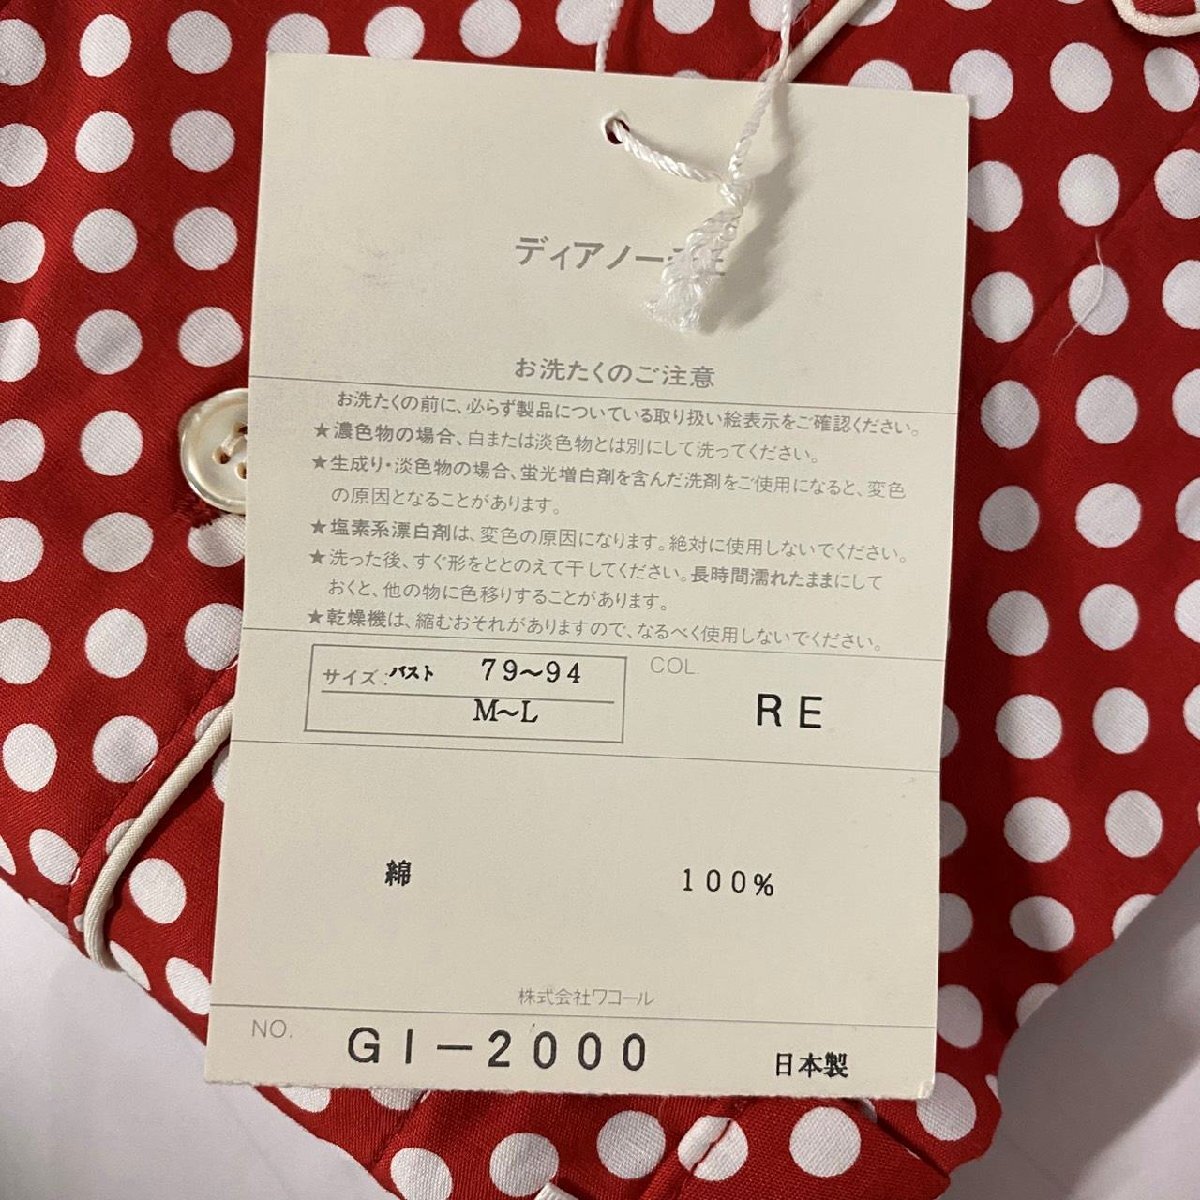 お洗たくのご注意
お洗たくの前に、必らず製品についている取り扱い絵表示をご確認ください。
★濃色物の場合、白または淡色物とは別にして洗ってください。
★生成り・淡色物の場合、蛍光増白剤を含んだ洗剤をご使用になると、変色
の原因となることがあります。
★塩素系漂白剤は、変色の原因になります。絶対に使用しないでください。
★洗った後、すぐ形をととのえて干してください。長時間濡れたままにして
おくと、他の物に色移りすることがあります。
★乾燥機は、縮むおそれがありますので、なるべく使用しないでください。
サイズ:バスト 79~94
M~L
COL.
RE
綿 100%
株式会社ワコール
NO. GI-2000 日本製